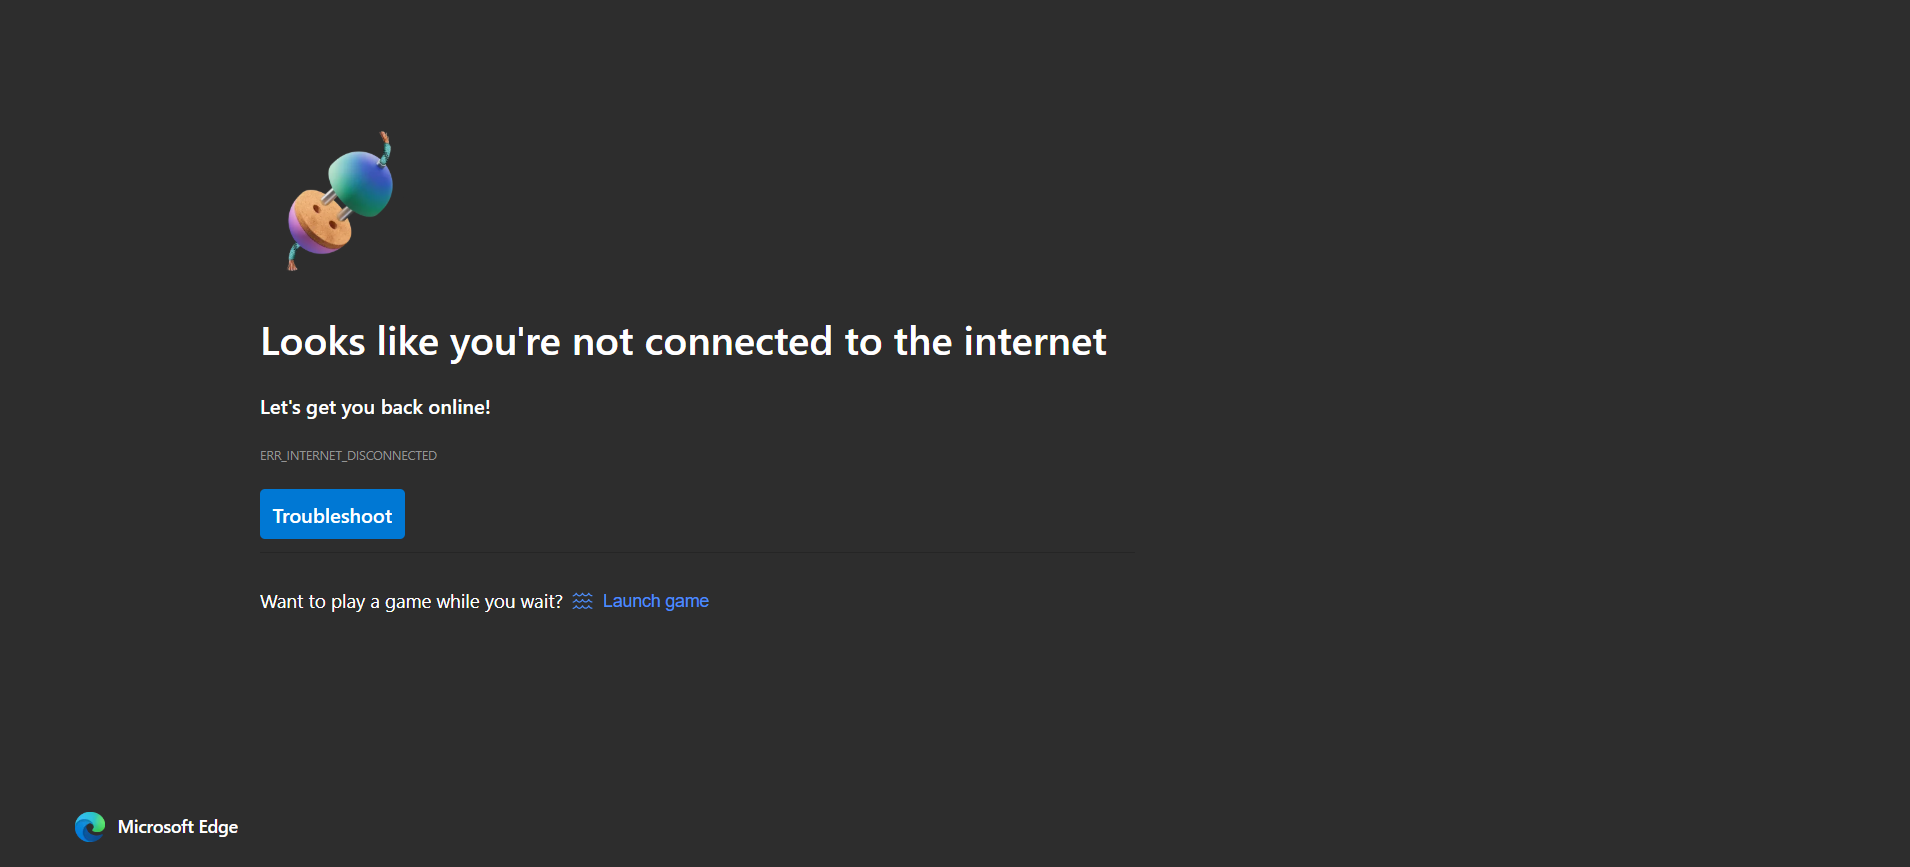 Looks like you're not connected to the internet
Let's get you back online!
ERR_INTERNET_DISCONNECTED
Troubleshoot
Want to play a game while you wait? Launch game
Microsoft Edge